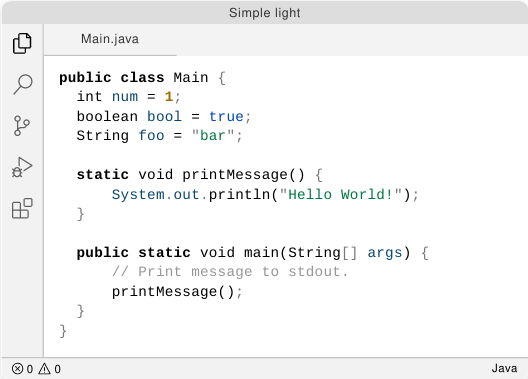 Simple light
Main.java
public class Main {
  int num = 1;
  boolean bool = true;
  String foo = "bar";

  static void printMessage() {
      System.out.println("Hello World!");
  }

  public static void main(String[] args) {
      // Print message to stdout.
      printMessage();
  }
}
0 0 Java